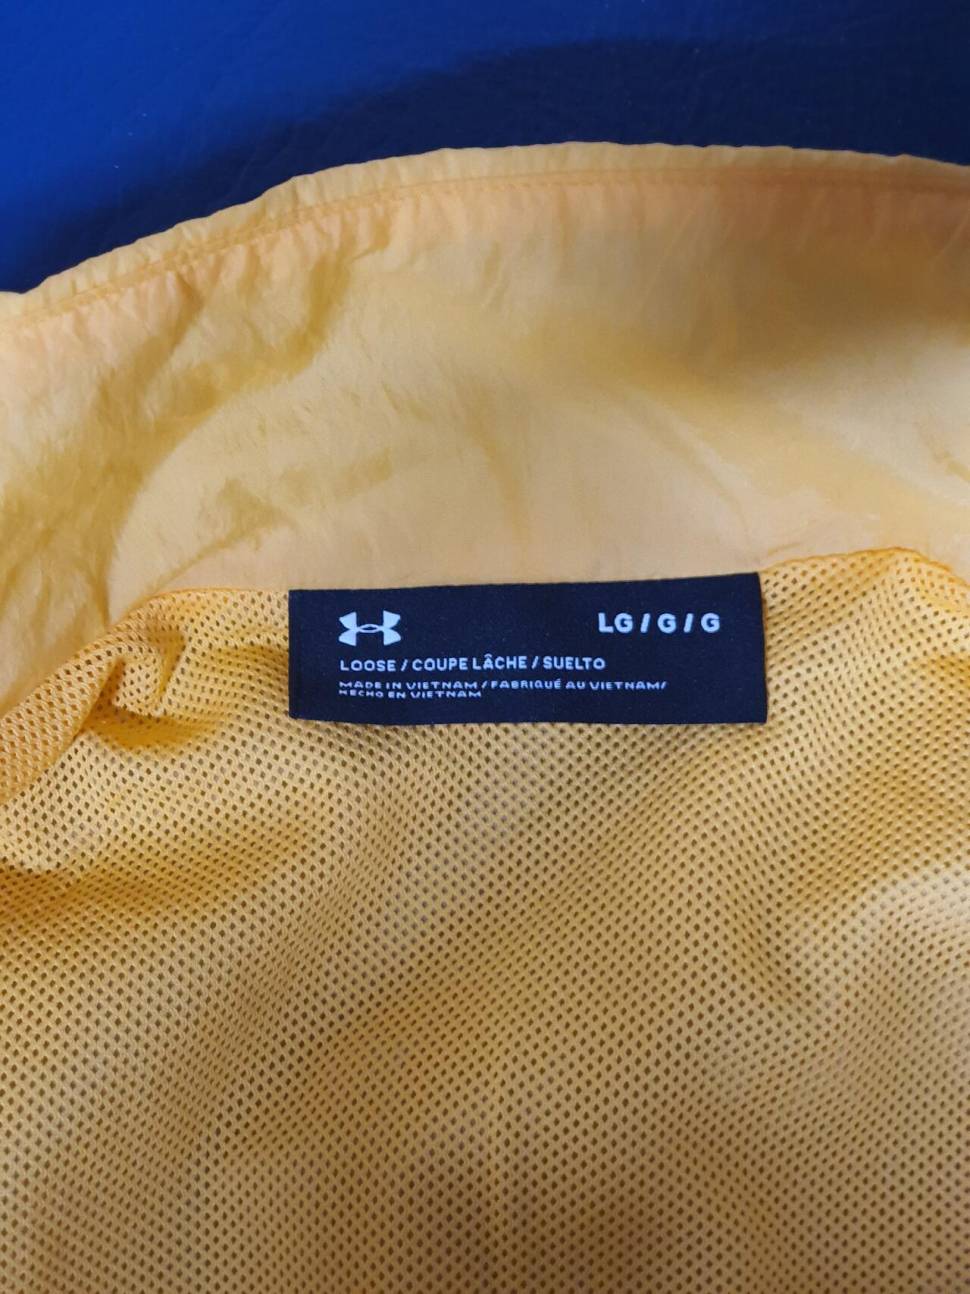 LG / G / G
LOOSE / COUPE LÂCHE / SUELTO
MADE IN VIETNAM / FABRIQUÉ AU VIETNAM/
HECHO EN VIETNAM